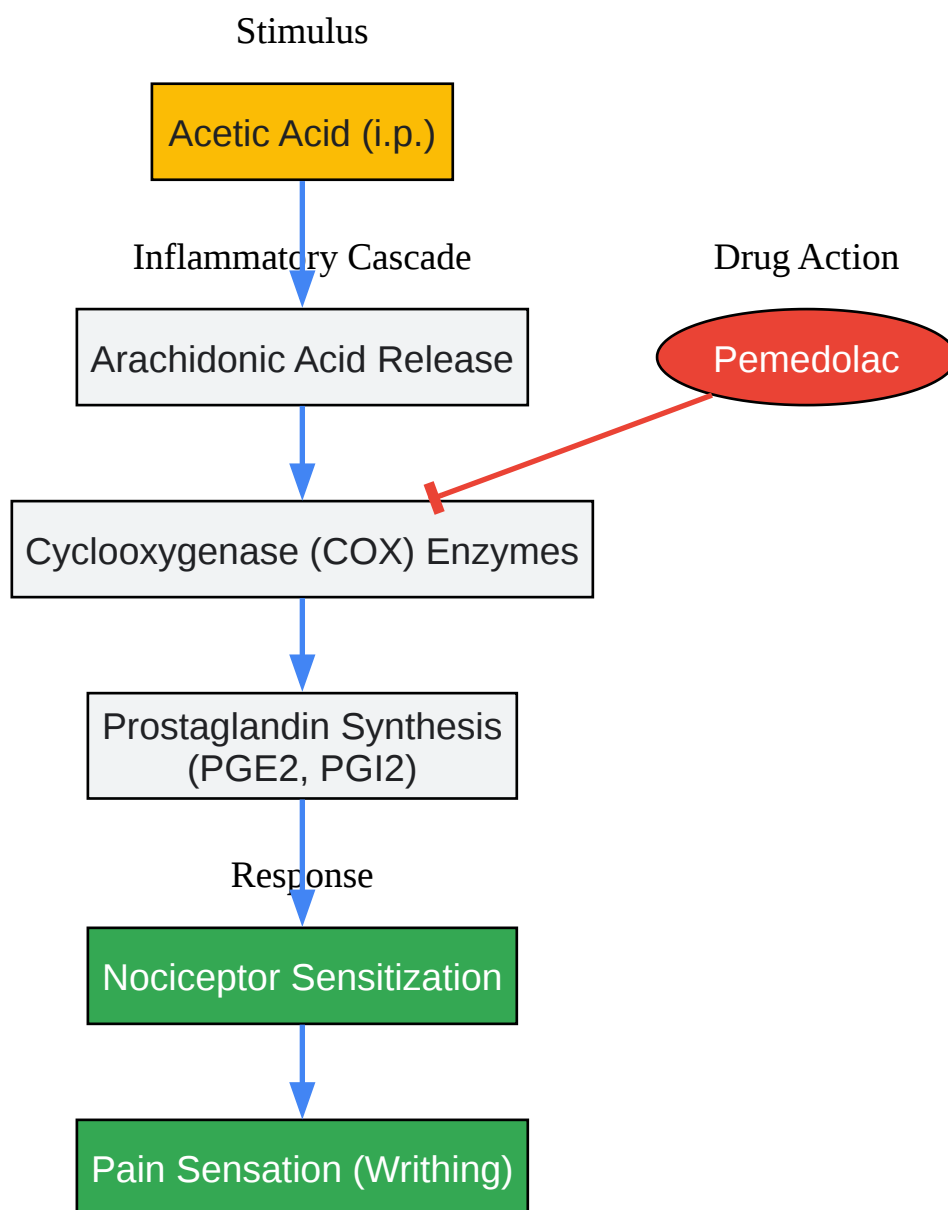 Stimulus
Acetic Acid (i.p.)
Inflammatory Cascade
Drug Action
Arachidonic Acid Release
Pemedolac
Cyclooxygenase (COX) Enzymes
Prostaglandin Synthesis
(PGE2, PGI2)
Response
Nociceptor Sensitization
Pain Sensation (Writhing)